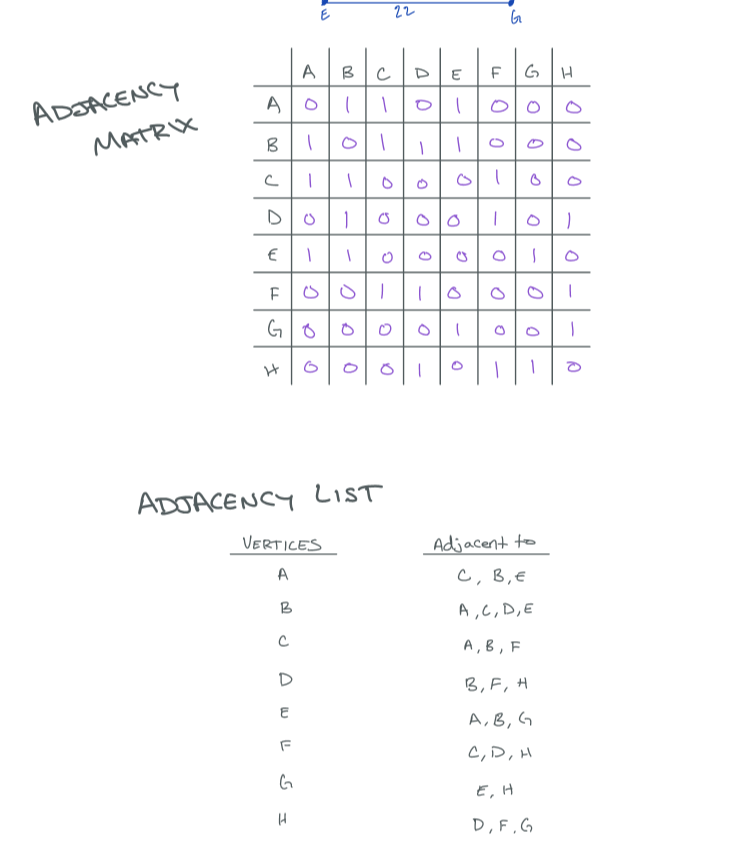 E 22 G
A B C D E F G H
ADJACENCY
MATRIX
A 0 1 1 0 1 0 0 0
B 1 0 1 1 1 0 0 0
C 1 1 0 0 0 1 0 0
D 0 1 0 0 0 1 0 1
E 1 1 0 0 0 0 1 0
F 0 0 1 1 0 0 0 1
G 0 0 0 0 1 0 0 1
H 0 0 0 1 0 1 1 0
ADJACENCY LIST
VERTICES Adjacent to
A C, B, E
B A, C, D, E
C A, B, F
D B, F, H
E A, B, G
F C, D, H
G E, H
H D, F, G